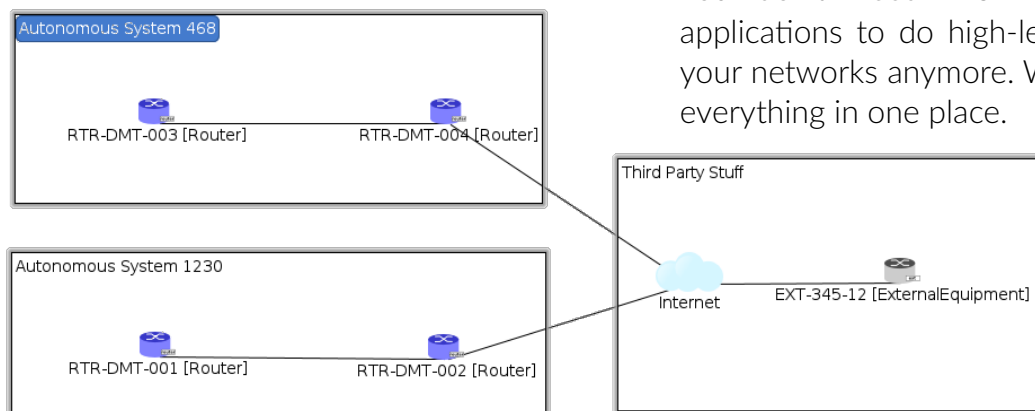 applications to do high-le
your networks anymore. W
everything in one place.
Autonomous System 468
RTR-DMT-003 [Router]
RTR-DMT-004 [Router]
Third Party Stuff
Internet
EXT-345-12 [ExternalEquipment]
Autonomous System 1230
RTR-DMT-001 [Router]
RTR-DMT-002 [Router]